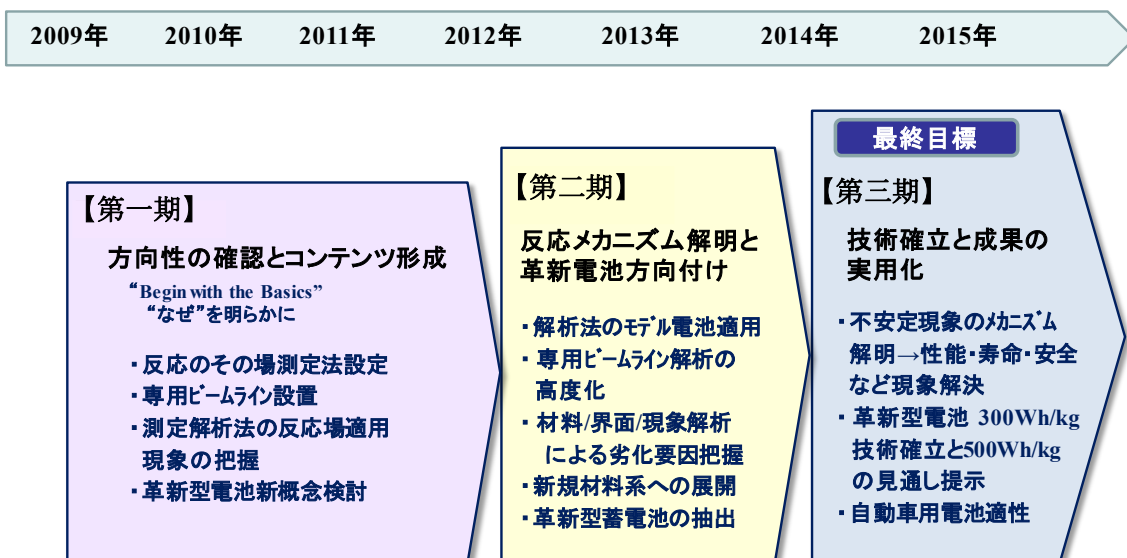 2009年 2010年 2011年 2012年 2013年 2014年 2015年
【第一期】
方向性の確認とコンテンツ形成
“Begin with the Basics”
“なぜ”を明らかに
・反応のその場測定法設定
・専用ﾋﾞｰﾑﾗｲﾝ設置
・測定解析法の反応場適用
現象の把握
・革新型電池新概念検討
【第二期】
反応メカニズム解明と
革新電池方向付け
・解析法のﾓﾃﾞﾙ電池適用
・専用ﾋﾞｰﾑﾗｲﾝ解析の
高度化
・材料/界面/現象解析
による劣化要因把握
・新規材料系への展開
・革新型蓄電池の抽出
最終目標
【第三期】
技術確立と成果の
実用化
・不安定現象のﾒｶﾆｽﾞﾑ
解明→性能・寿命・安全
など現象解決
・革新型電池 300Wh/kg
技術確立と500Wh/kg
の見通し提示
・自動車用電池適性